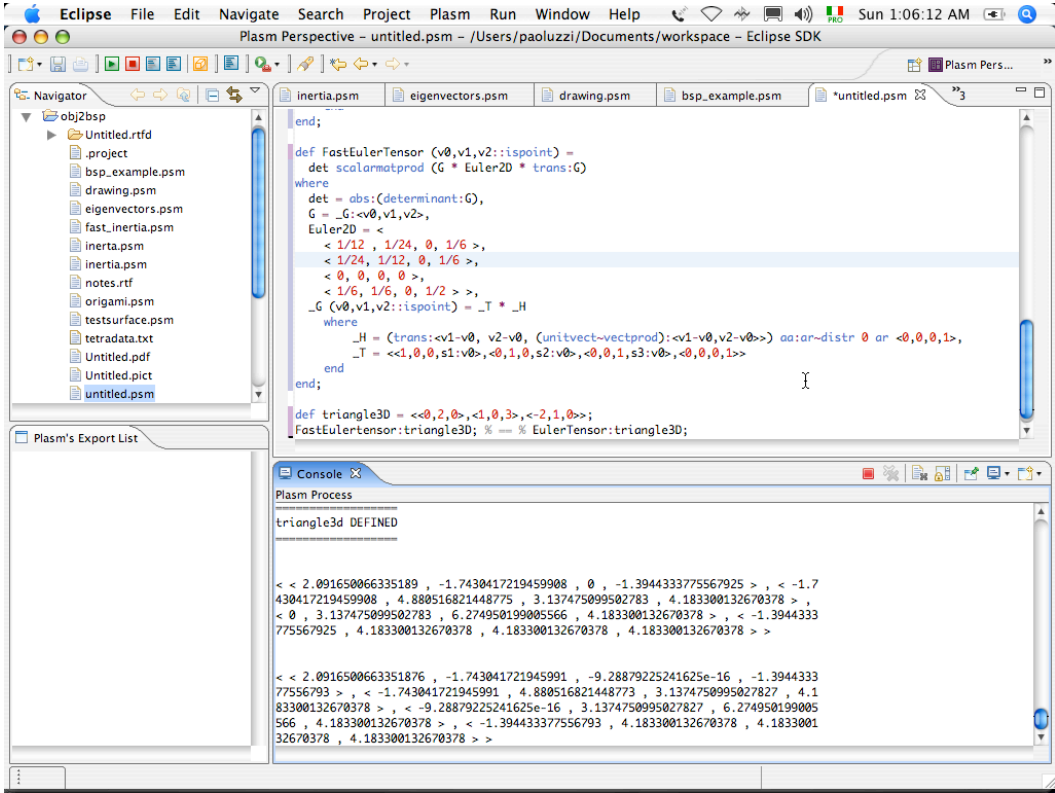 Eclipse File Edit Navigate Search Project Plasm Run Window Help PRO Sun 1:06:12 AM
Plasm Perspective – untitled.psm – /Users/paoluzzi/Documents/workspace – Eclipse SDK
Plasm Pers... »
Navigator
obj2bsp
Untitled.rtfd
.project
bsp_example.psm
drawing.psm
eigenvectors.psm
fast_inertia.psm
inerta.psm
inertia.psm
notes.rtf
origami.psm
testsurface.psm
tetradata.txt
Untitled.pdf
Untitled.pict
untitled.psm
Plasm's Export List
inertia.psm eigenvectors.psm drawing.psm bsp_example.psm *untitled.psm »3
end;
def FastEulerTensor (v0,v1,v2::ispoint) =
det scalarmatprod (G * Euler2D * trans:G)
where
det = abs:(determinant:G),
G = _G:<v0,v1,v2>,
Euler2D = <
< 1/12 , 1/24, 0, 1/6 >,
< 1/24, 1/12, 0, 1/6 >,
< 0, 0, 0, 0 >,
< 1/6, 1/6, 0, 1/2 > >,
_G (v0,v1,v2::ispoint) = _T * _H
where
_H = (trans:<v1-v0, v2-v0, (unitvect~vectprod):<v1-v0,v2-v0>>) aa:ar~distr 0 ar <0,0,0,1>,
_T = <<1,0,0,s1:v0>,<0,1,0,s2:v0>,<0,0,1,s3:v0>,<0,0,0,1>>
end
end;
def triangle3D = <<0,2,0>,<1,0,3>,<-2,1,0>>;
FastEulertensor:triangle3D; % == % EulerTensor:triangle3D;
Console
Plasm Process
==================
triangle3d DEFINED
==================
< < 2.091650066335189 , -1.7430417219459908 , 0 , -1.3944333775567925 > , < -1.7
430417219459908 , 4.880516821448775 , 3.137475099502783 , 4.183300132670378 > ,
< 0 , 3.137475099502783 , 6.274950199005566 , 4.183300132670378 > , < -1.3944333
775567925 , 4.183300132670378 , 4.183300132670378 , 4.183300132670378 > >
< < 2.0916500663351876 , -1.743041721945991 , -9.28879225241625e-16 , -1.3944333
77556793 > , < -1.743041721945991 , 4.880516821448773 , 3.1374750995027827 , 4.1
83300132670378 > , < -9.28879225241625e-16 , 3.1374750995027827 , 6.274950199005
566 , 4.183300132670378 > , < -1.394433377556793 , 4.183300132670378 , 4.1833001
32670378 , 4.183300132670378 > >